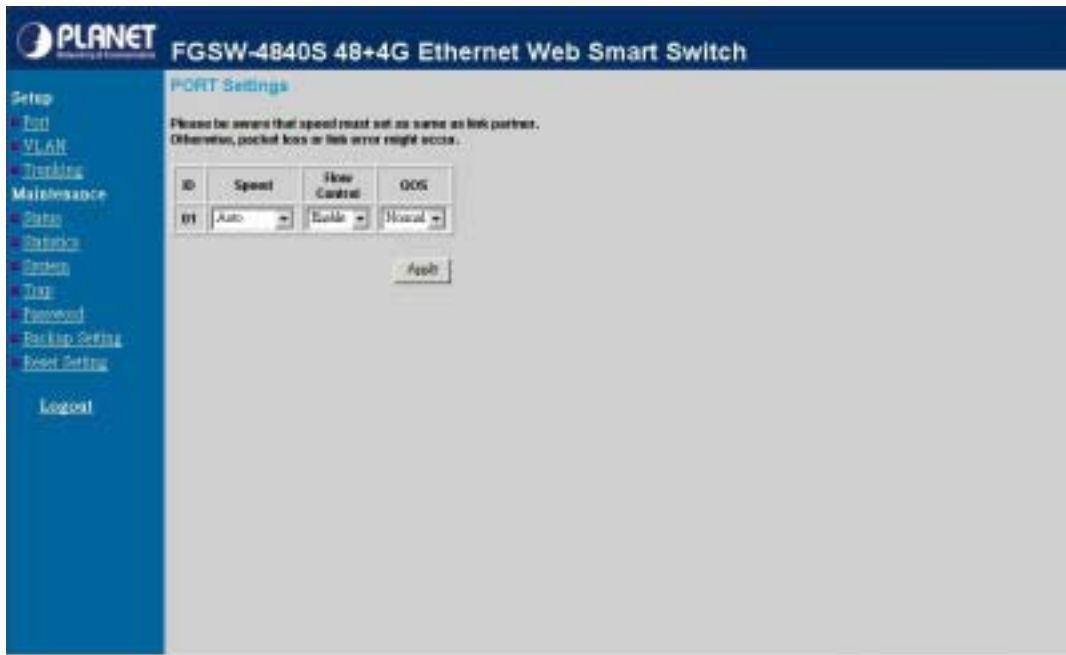 PLANET
FGSW-4840S 48+4G Ethernet Web Smart Switch
Setup
Port
VLAN
Trunking
Maintenance
Status
Statistics
System
Trap
Password
Backup Setting
Reset Setting
Logout
PORT Settings
Please be aware that speed must set as same as link partner.
Otherwise, packet loss or link error might occur.
ID Speed Flow Control QOS
01 Auto Enable Normal
Apply